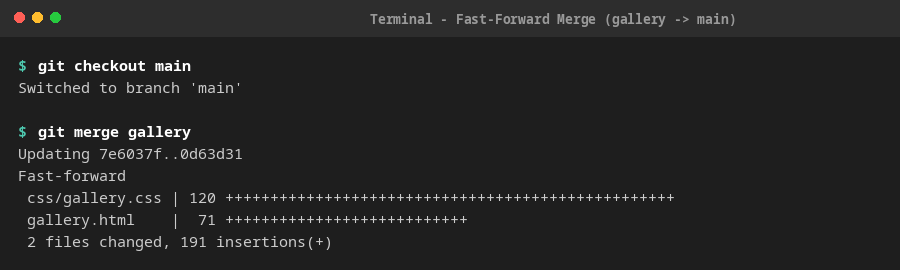 Terminal - Fast-Forward Merge (gallery -> main)
$ git checkout main
Switched to branch 'main'
$ git merge gallery
Updating 7e6037f..0d63d31
Fast-forward
 css/gallery.css | 120 ++++++++++++++++++++++++++++++++++++++++++++++++++
 gallery.html    |  71 +++++++++++++++++++++++++++
 2 files changed, 191 insertions(+)